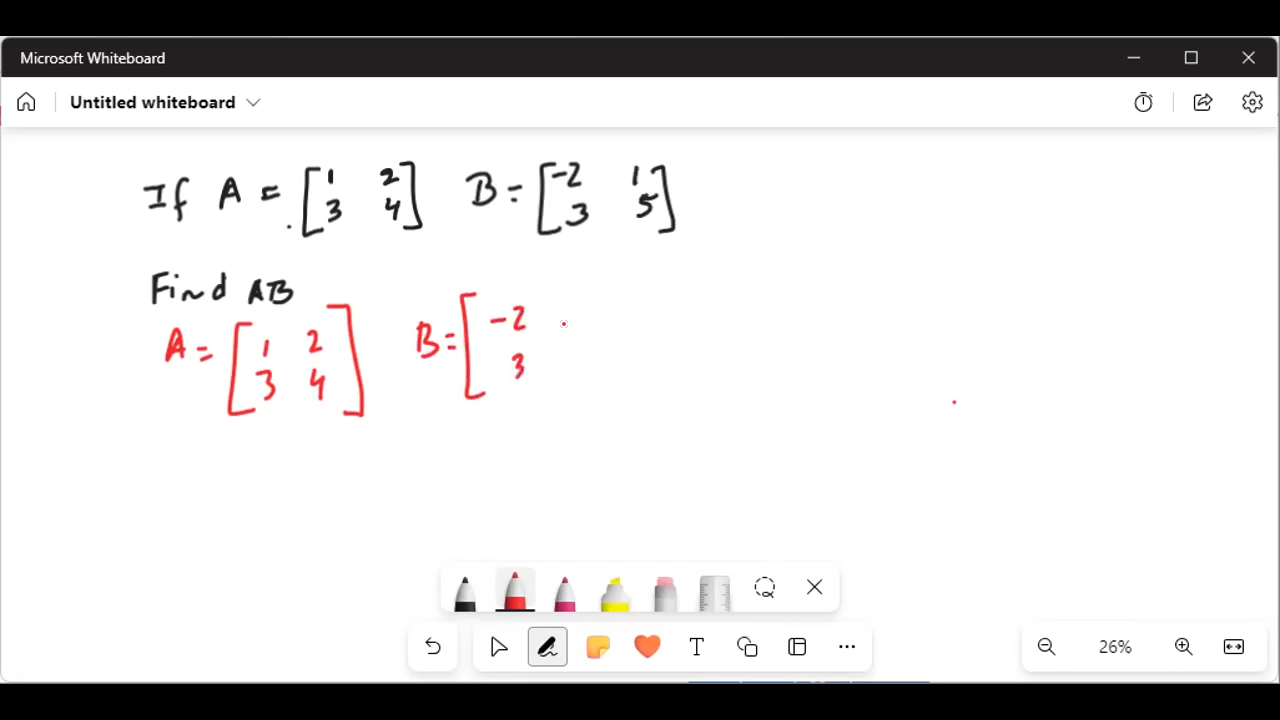 Microsoft Whiteboard
Untitled whiteboard
If A = [1 2
3 4] B = [-2 1
3 5]
Find AB
A = [1 2
3 4] B = [-2
3
T
26%